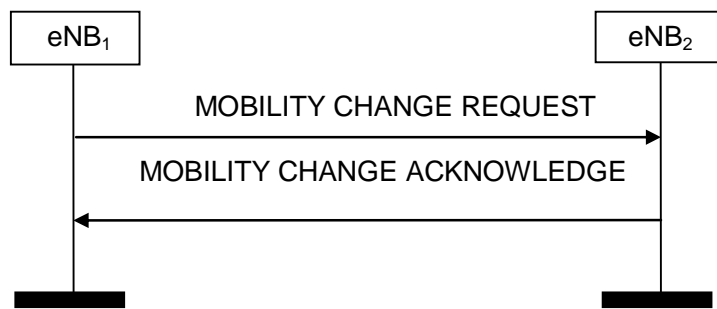 eNB₁
eNB₂
MOBILITY CHANGE REQUEST
MOBILITY CHANGE ACKNOWLEDGE